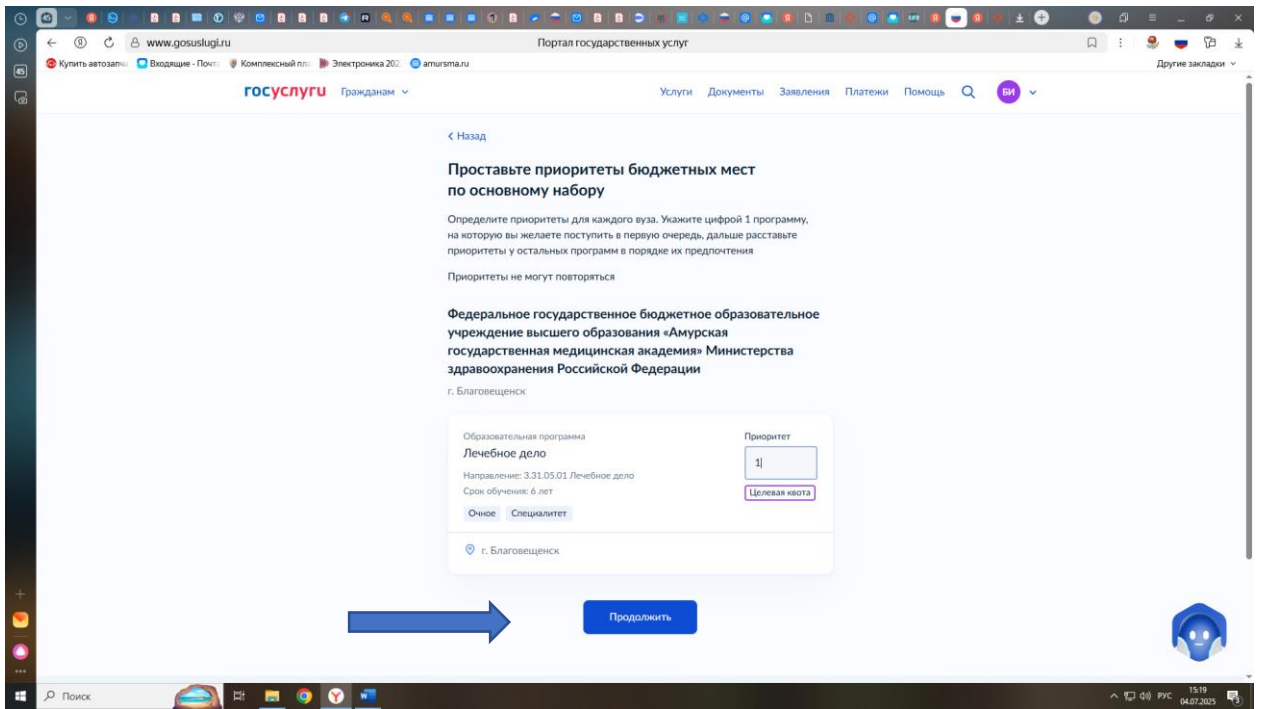 www.gosuslugi.ru
Портал государственных услуг
Комплексный пл
Электроника 202
amursma.ru
Другие закладки
45
госуслуги
Гражданам
Услуги Документы Заявления Платежи Помощь
БИ
Назад
Проставьте приоритеты бюджетных мест
по основному набору
Определите приоритеты для каждого вуза. Укажите цифрой 1 программу,
на которую вы желаете поступить в первую очередь, дальше расставьте
приоритеты у остальных программ в порядке их предпочтения
Приоритеты не могут повторяться
Федеральное государственное бюджетное образовательное
учреждение высшего образования «Амурская
государственная медицинская академия» Министерства
здравоохранения Российской Федерации
г. Благовещенск
Образовательная программа
Приоритет
Лечебное дело
1
Направление: 3.31.05.01 Лечебное дело
Срок обучения: 6 лет
Целевая квота
Очное Специалитет
г. Благовещенск
Продолжить
Поиск
РУС
15:19
04.07.2025